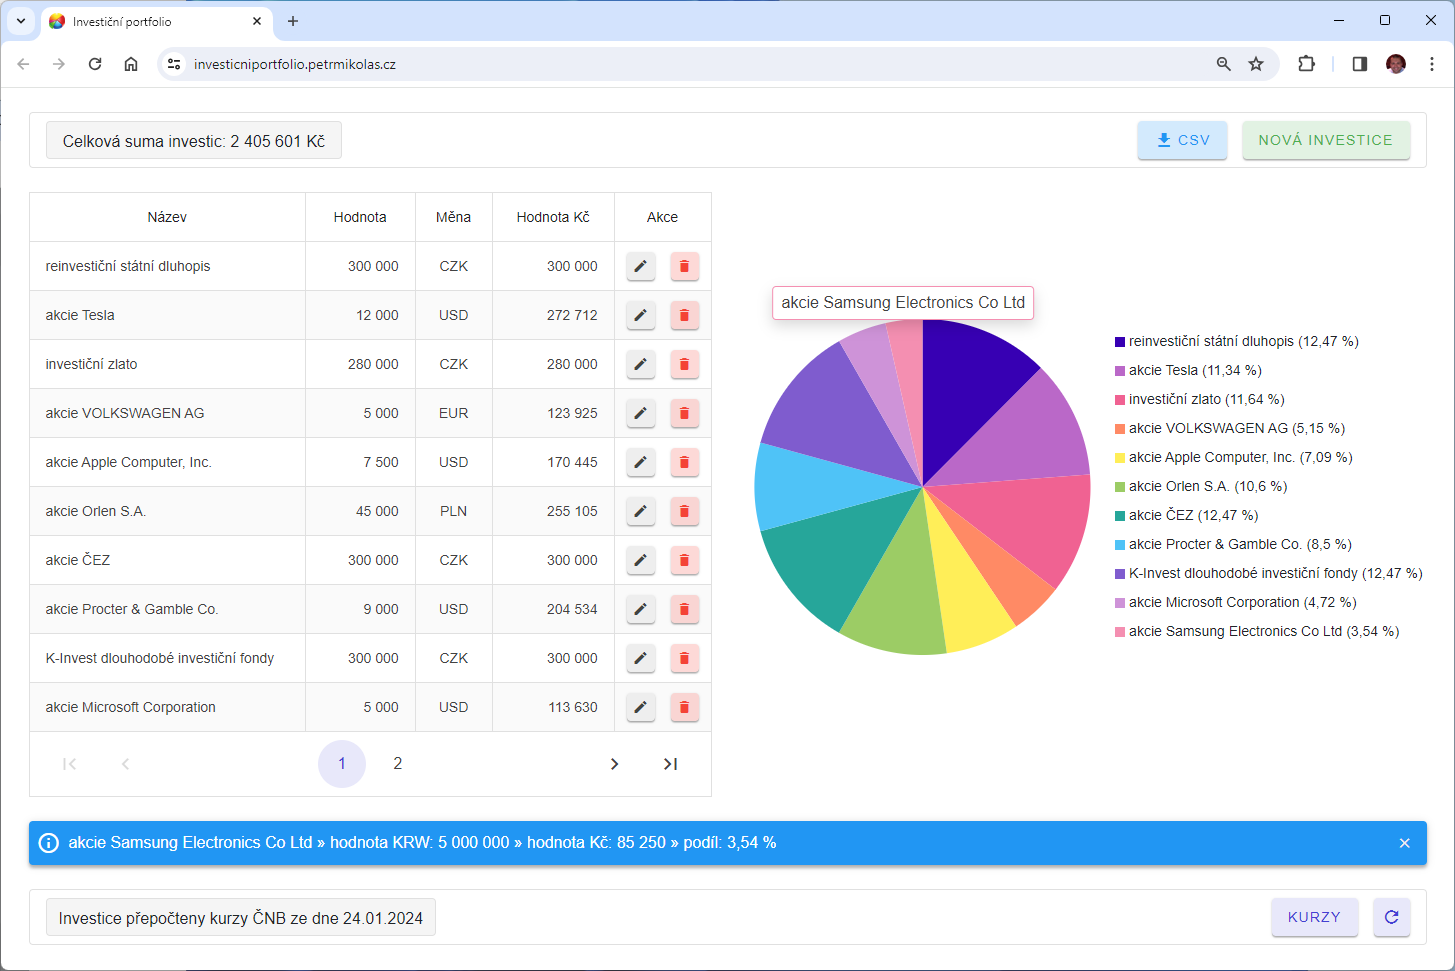 Investiční portfolio
investicniportfolio.petrmikolas.cz
Celková suma investic: 2 405 601 Kč
CSV
NOVÁ INVESTICE
Název Hodnota Měna Hodnota Kč Akce
reinvestiční státní dluhopis 300 000 CZK 300 000
akcie Tesla 12 000 USD 272 712
investiční zlato 280 000 CZK 280 000
akcie VOLKSWAGEN AG 5 000 EUR 123 925
akcie Apple Computer, Inc. 7 500 USD 170 445
akcie Orlen S.A. 45 000 PLN 255 105
akcie ČEZ 300 000 CZK 300 000
akcie Procter & Gamble Co. 9 000 USD 204 534
K-Invest dlouhodobé investiční fondy 300 000 CZK 300 000
akcie Microsoft Corporation 5 000 USD 113 630
1 2
akcie Samsung Electronics Co Ltd
reinvestiční státní dluhopis (12,47 %)
akcie Tesla (11,34 %)
investiční zlato (11,64 %)
akcie VOLKSWAGEN AG (5,15 %)
akcie Apple Computer, Inc. (7,09 %)
akcie Orlen S.A. (10,6 %)
akcie ČEZ (12,47 %)
akcie Procter & Gamble Co. (8,5 %)
K-Invest dlouhodobé investiční fondy (12,47 %)
akcie Microsoft Corporation (4,72 %)
akcie Samsung Electronics Co Ltd (3,54 %)
akcie Samsung Electronics Co Ltd » hodnota KRW: 5 000 000 » hodnota Kč: 85 250 » podíl: 3,54 %
Investice přepočteny kurzy ČNB ze dne 24.01.2024
KURZY